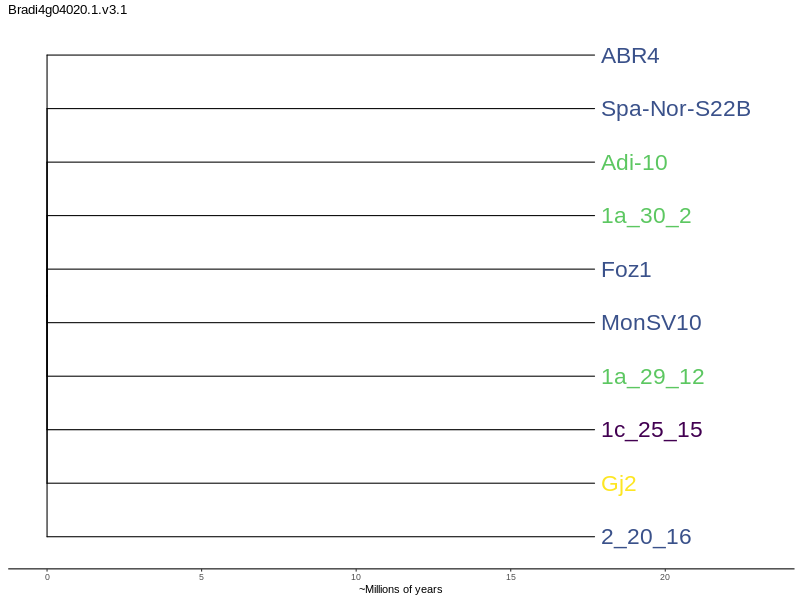 Bradi4g04020.1.v3.1
ABR4
Spa-Nor-S22B
Adi-10
1a_30_2
Foz1
MonSV10
1a_29_12
1c_25_15
Gj2
2_20_16
0 5 10 15 20
~Millions of years